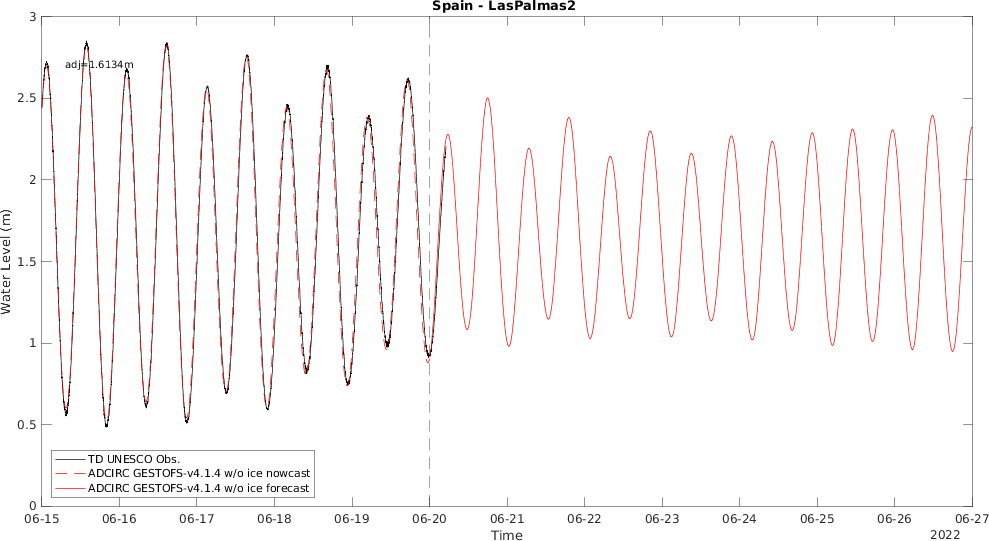 Spain - LasPalmas2
3
2.5
2
1.5
1
0.5
0
Water Level (m)
adj=1.6134m
TD UNESCO Obs.
ADCIRC GESTOFS-v4.1.4 w/o ice nowcast
ADCIRC GESTOFS-v4.1.4 w/o ice forecast
06-15 06-16 06-17 06-18 06-19 06-20 06-21 06-22 06-23 06-24 06-25 06-26 06-27
Time
2022